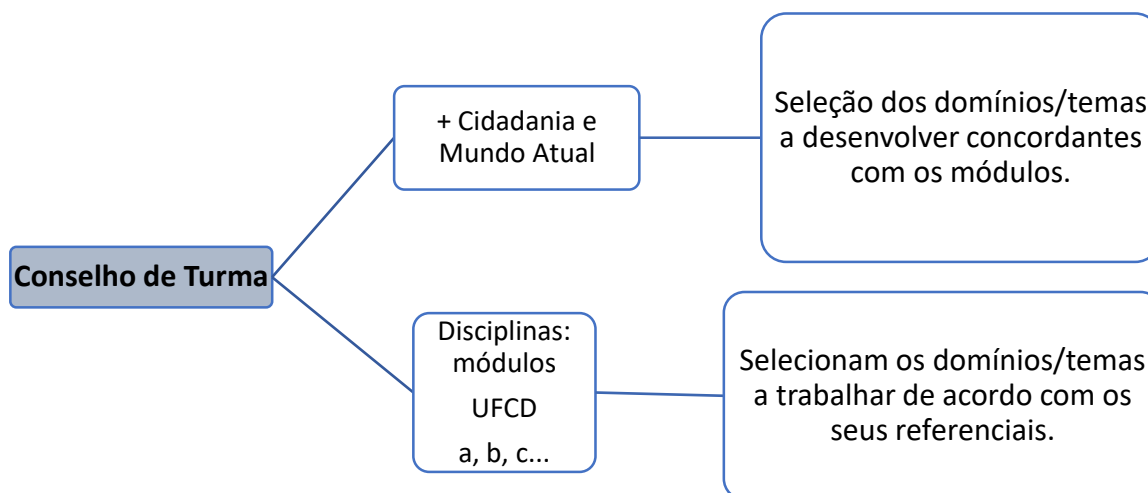 Conselho de Turma
+ Cidadania e
Mundo Atual
Seleção dos domínios/temas
a desenvolver concordantes
com os módulos.
Disciplinas:
módulos
UFCD
a, b, c...
Selecionam os domínios/temas
a trabalhar de acordo com os
seus referenciais.